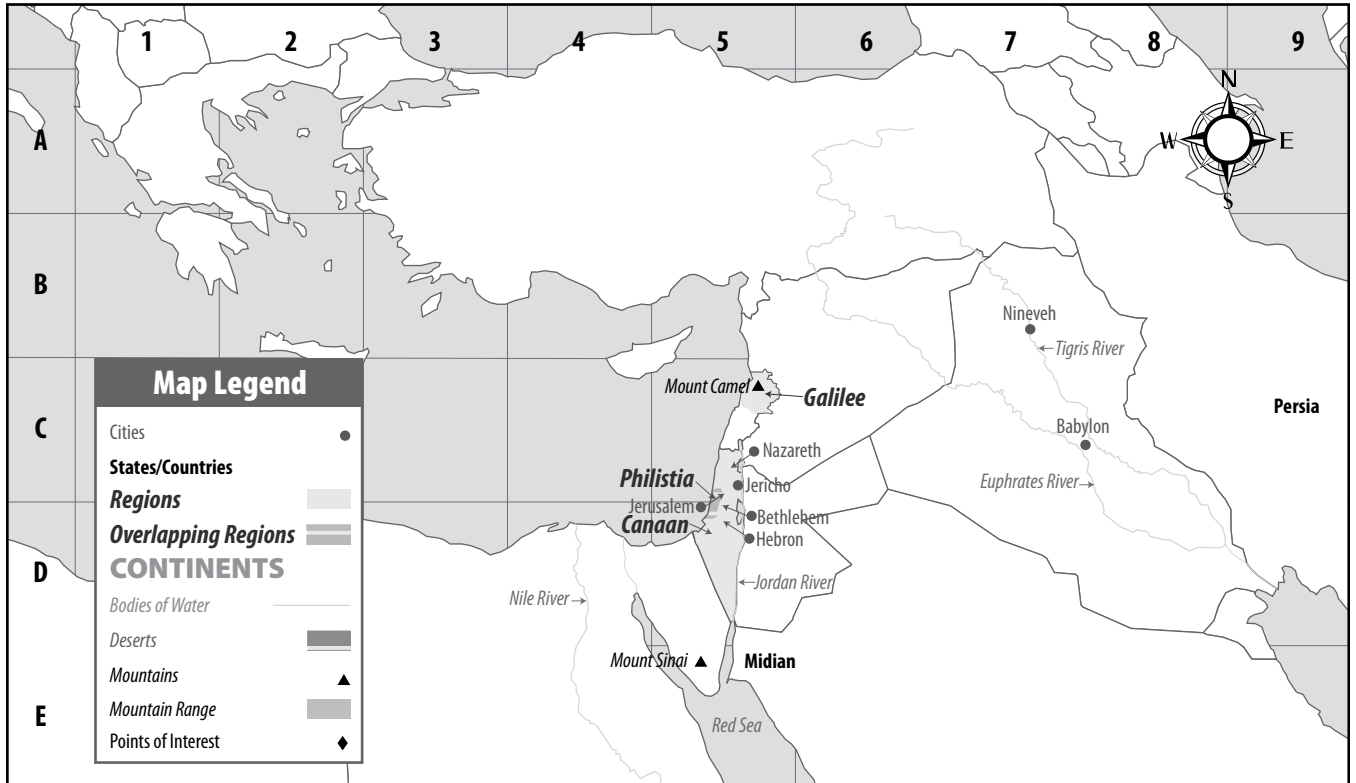 1 2 3 4 5 6 7 8 9
N
A
W E
S
B
Nineveh
Tigris River
Map Legend
Mount Camel
Galilee
C
Cities
Persia
Babylon
States/Countries
Nazareth
Regions
Philistia
Jericho
Euphrates River
Jerusalem
Bethlehem
Overlapping Regions
Canaan
Hebron
CONTINENTS
D
Jordan River
Bodies of Water
Nile River
Deserts
Mount Sinai
Midian
Mountains
Mountain Range
E
Red Sea
Points of Interest